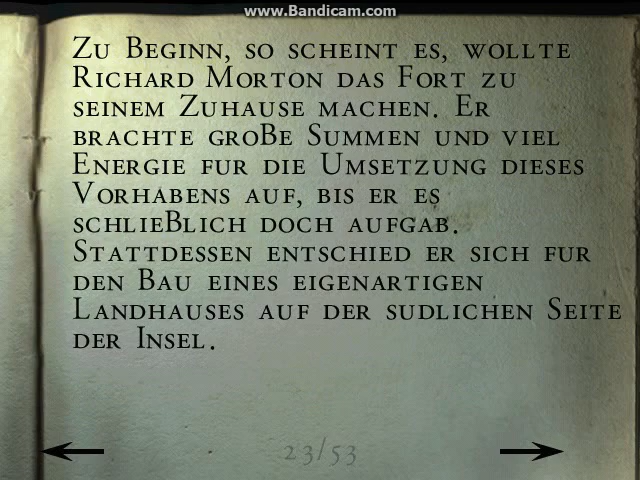 www.Bandicam.com
Zu Beginn, so scheint es, wollte
Richard Morton das Fort zu
seinem Zuhause machen. Er
brachte groBe Summen und viel
Energie fur die Umsetzung dieses
Vorhabens auf, bis er es
schlieBlich doch aufgab.
Stattdessen entschied er sich fur
den Bau eines eigenartigen
Landhauses auf der sudlichen Seite
der Insel.
23/53